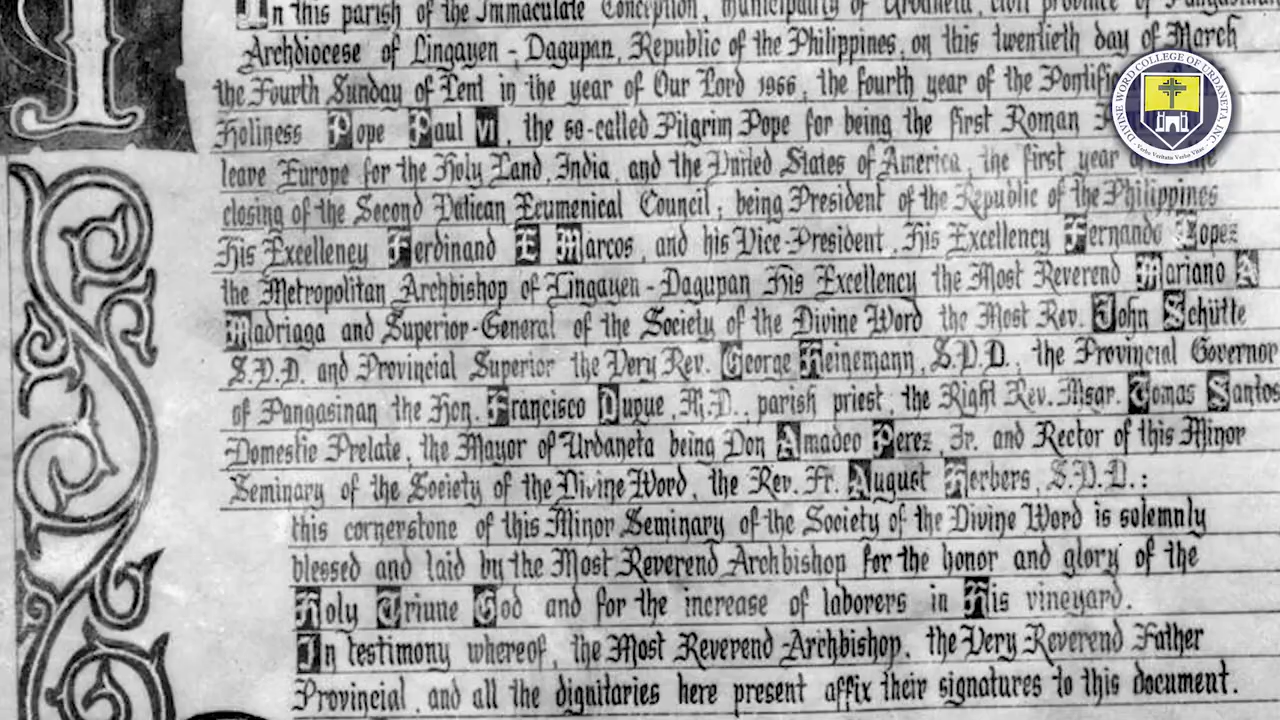 In this parish of the Immaculate Conception, municipality of Urdaneta, civil province of
Archdiocese of Lingayen - Dagupan, Republic of the Philippines, on this twentieth day of March
the Fourth Sunday of Lent in the year of Our Lord 1966, the fourth year of the
Holiness Pope Paul VI, the so-called Pilgrim Pope for being the first Roman
leave Europe for the Holy Land, India, and the United States of America, the first year
closing of the Second Vatican Ecumenical Council; being President of the Republic of the Philippines
His Excellency Ferdinand E Marcos, and his Vice-President, His Excellency Fernando Lopez
the Metropolitan Archbishop of Lingayen - Dagupan His Excellency the Most Reverend Mariano A
Madriaga and Superior-General of the Society of the Divine Word the Most Rev. John Schütte
S.V.D. and Provincial Superior the Very Rev. George Heinemann, S.V.D., the Provincial Governor
of Pangasinan the Hon. Francisco Duque, M.D., parish priest, the Right Rev. Msgr. Tomas Santos
Domestic Prelate, the Mayor of Urdaneta being Don Amadeo Perez Jr. and Rector of this Minor
Seminary of the Society of the Divine Word, the Rev. Fr. August Herbers, S.V.D.:
this cornerstone of this Minor Seminary of the Society of the Divine Word is solemnly
blessed and laid by the Most Reverend Archbishop for the honor and glory of the
Holy Triune God and for the increase of laborers in His vineyard.
In testimony whereof, the Most Reverend Archbishop, the Very Reverend Father
Provincial, and all the dignitaries here present affix their signatures to this document.
DIVINE WORD COLLEGE OF URDANETA, INC.